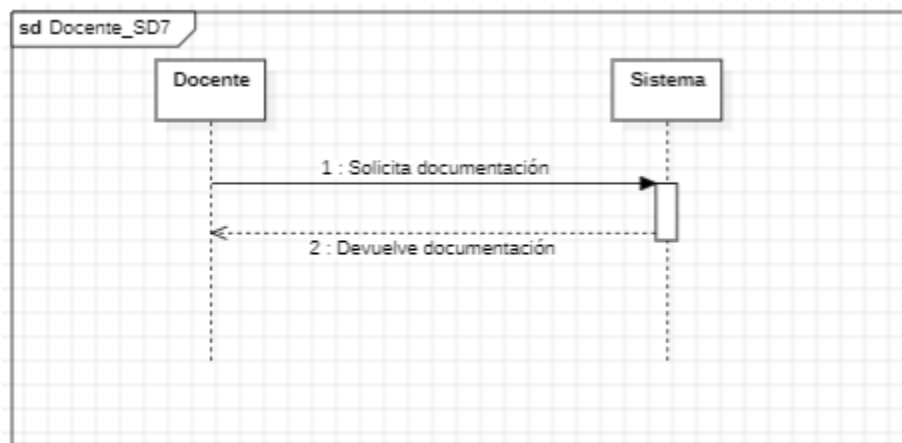 sd Docente_SD7
Docente
Sistema
1 : Solicita documentación
2 : Devuelve documentación